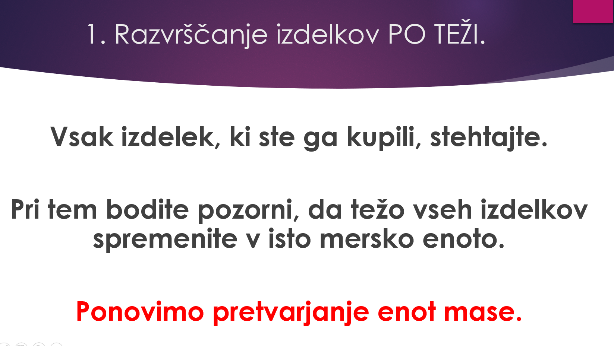 1. Razvrščanje izdelkov PO TEŽI.
Vsak izdelek, ki ste ga kupili, stehtajte.
Pri tem bodite pozorni, da težo vseh izdelkov
spremenite v isto mersko enoto.
Ponovimo pretvarjanje enot mase.